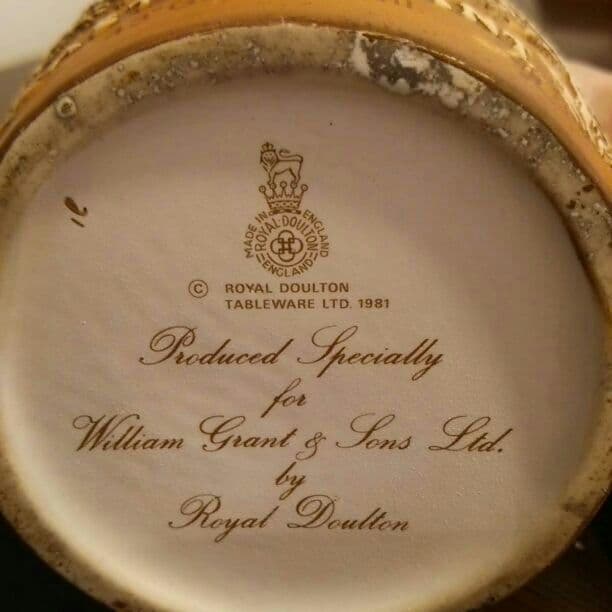 MADE IN ENGLAND
ROYAL DOULTON
ENGLAND
© ROYAL DOULTON
TABLEWARE LTD. 1981
Produced Specially
for
William Grant & Sons Ltd.
by
Royal Doulton